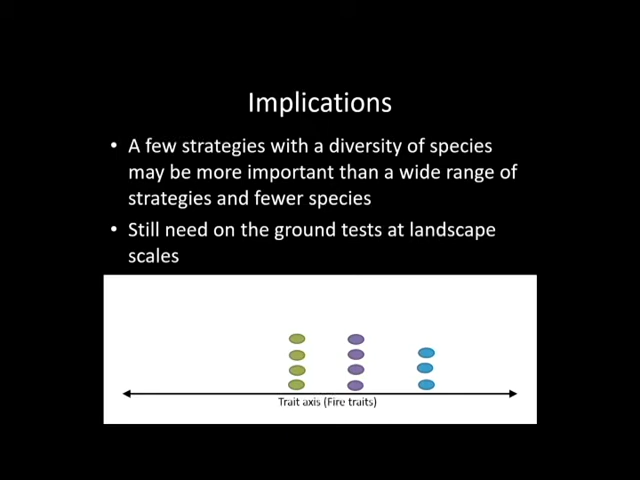 Implications
• A few strategies with a diversity of species
may be more important than a wide range of
strategies and fewer species
• Still need on the ground tests at landscape
scales
Trait axis (Fire traits)